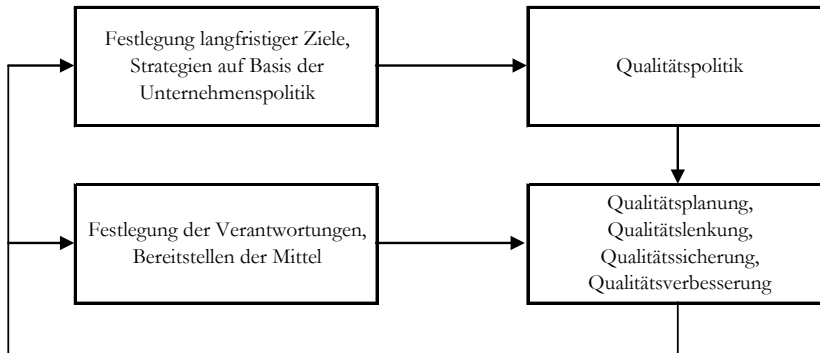 Festlegung langfristiger Ziele,
Strategien auf Basis der
Unternehmenspolitik
Qualitätspolitik
Festlegung der Verantwortungen,
Bereitstellen der Mittel
Qualitätsplanung,
Qualitätslenkung,
Qualitätssicherung,
Qualitätsverbesserung